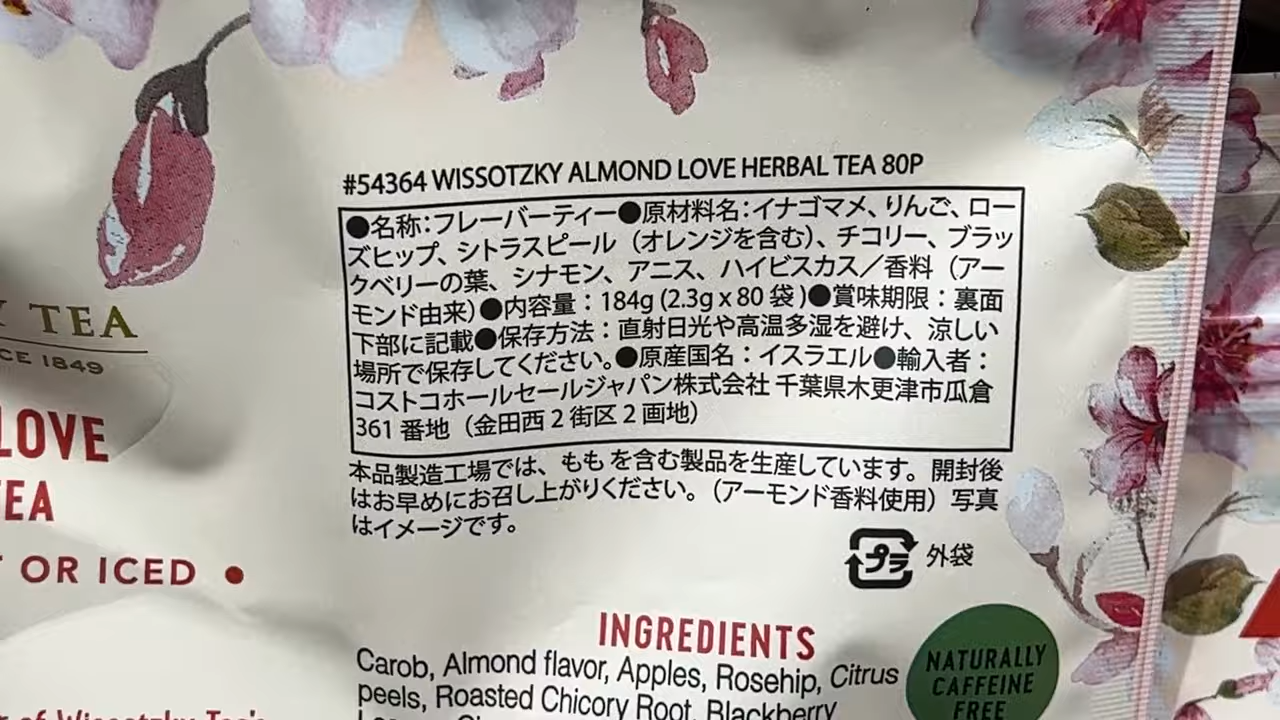 #54364 WISSOTZKY ALMOND LOVE HERBAL TEA 80P
●名称：フレーバーティー●原材料名：イナゴマメ、りんご、ロー
ズヒップ、シトラスピール（オレンジを含む）、チコリー、ブラッ
クベリーの葉、シナモン、アニス、ハイビスカス／香料（アー
モンド由来）●内容量：184g (2.3g x 80 袋 )●賞味期限：裏面
下部に記載●保存方法：直射日光や高温多湿を避け、涼しい
場所で保存してください。●原産国名：イスラエル●輸入者：
コストコホールセールジャパン株式会社 千葉県木更津市瓜倉
361 番地（金田西 2 街区 2 画地）
本品製造工場では、もも を含む製品を生産しています。開封後
はお早めにお召し上がりください。（アーモンド香料使用）写真
はイメージです。
プラ 外袋
TEA
CE 1849
LOVE
TEA
OR ICED ●
of Wissotzky Tea's
INGREDIENTS
Carob, Almond flavor, Apples, Rosehip, Citrus
peels, Roasted Chicory Root, Blackberry
NATURALLY
CAFFEINE
FREE